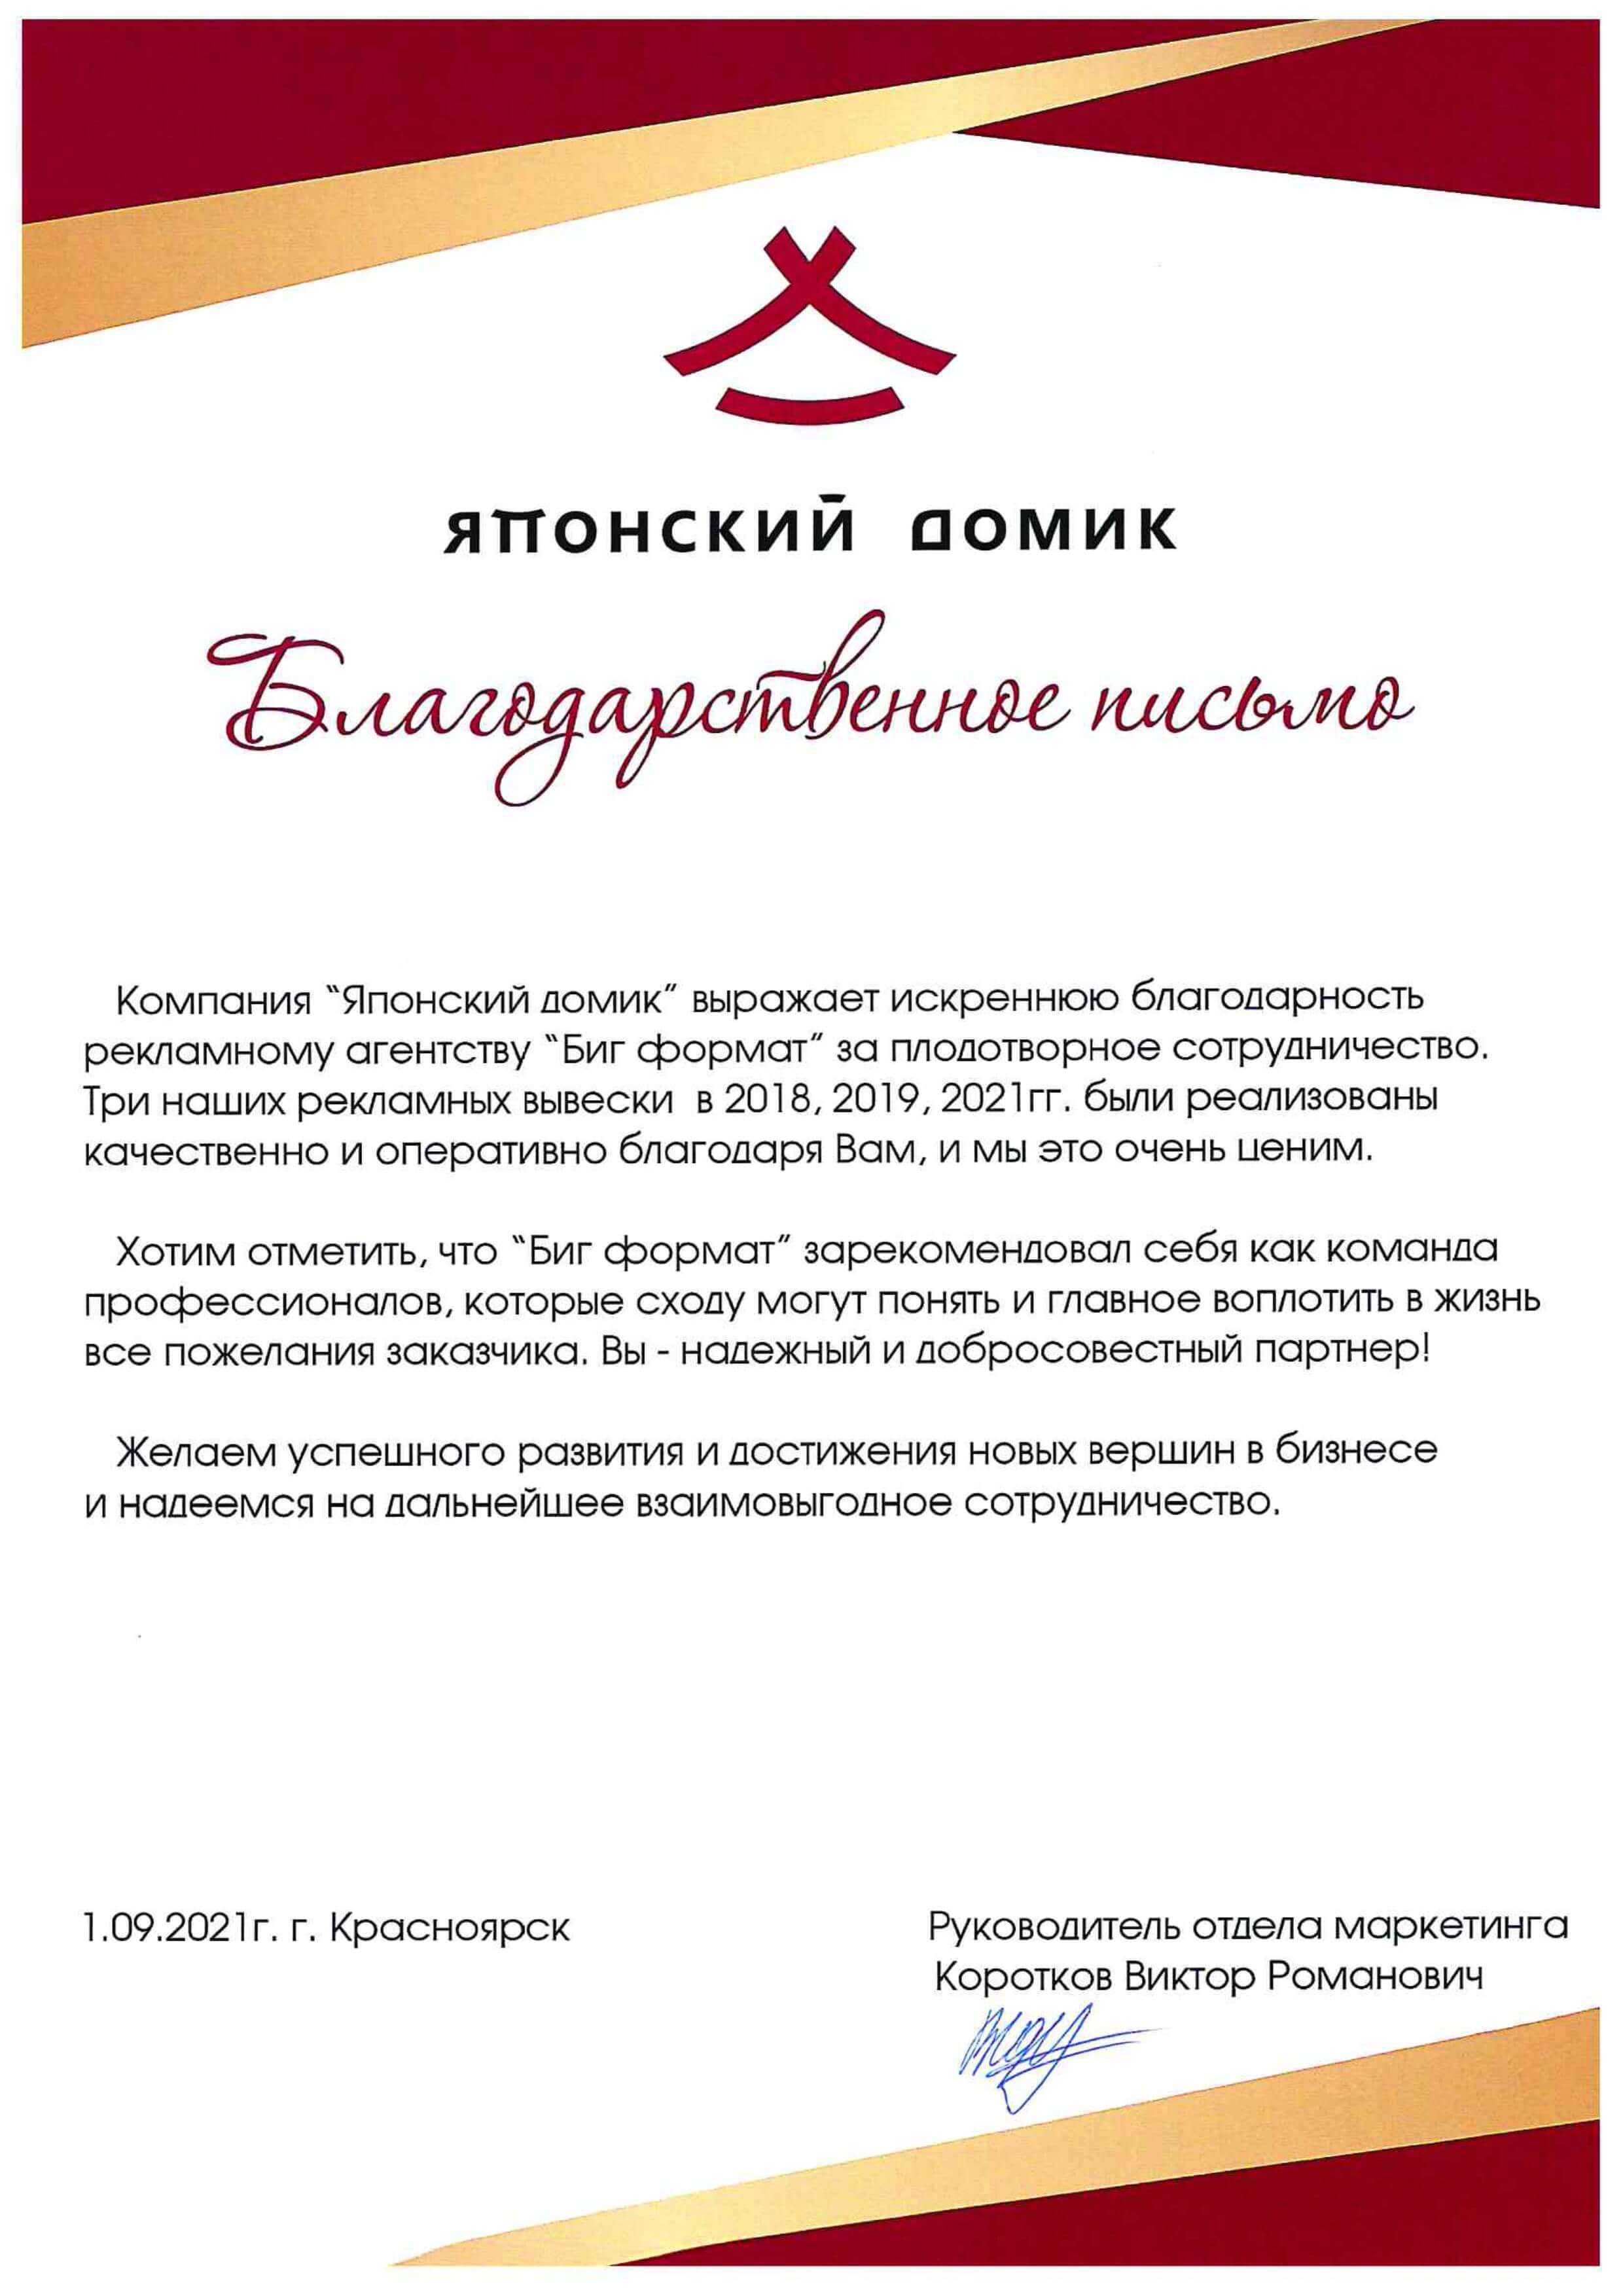 ЯПОНСКИЙ ДОМИК
Благодарственное письмо
Компания “Японский домик” выражает искреннюю благодарность
рекламному агентству “Биг формат” за плодотворное сотрудничество.
Три наших рекламных вывески  в 2018, 2019, 2021гг. были реализованы
качественно и оперативно благодаря Вам, и мы это очень ценим.
Хотим отметить, что “Биг формат” зарекомендовал себя как команда
профессионалов, которые сходу могут понять и главное воплотить в жизнь
все пожелания заказчика. Вы - надежный и добросовестный партнер!
Желаем успешного развития и достижения новых вершин в бизнесе
и надеемся на дальнейшее взаимовыгодное сотрудничество.
1.09.2021г. г. Красноярск
Руководитель отдела маркетинга
Коротков Виктор Романович